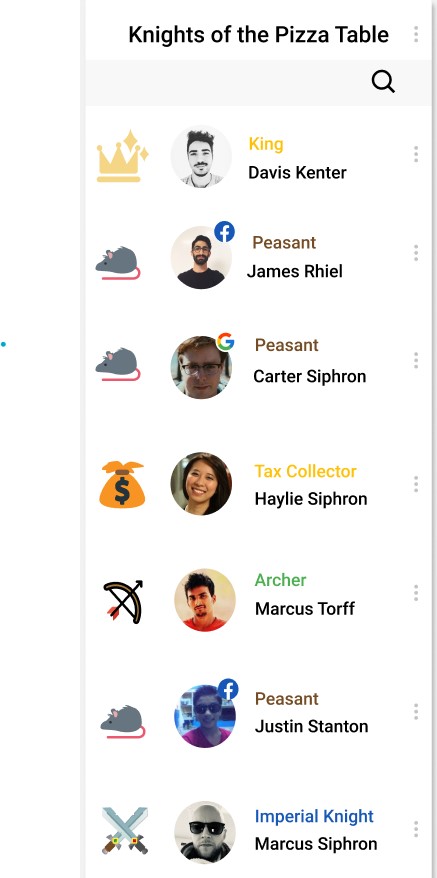 Knights of the Pizza Table
King
Davis Kenter
Peasant
James Rhiel
Peasant
Carter Siphron
Tax Collector
Haylie Siphron
Archer
Marcus Torff
Peasant
Justin Stanton
Imperial Knight
Marcus Siphron